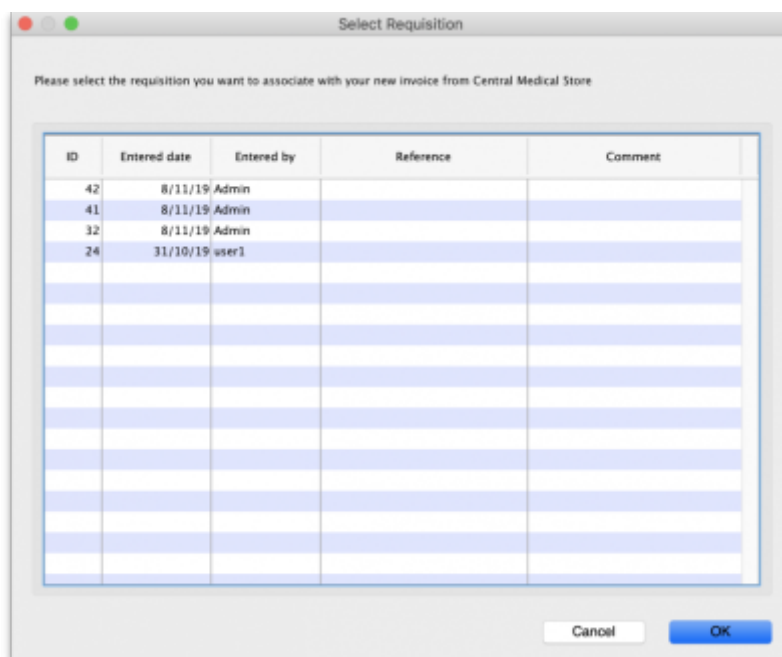 Select Requisition
Please select the requisition you want to associate with your new invoice from Central Medical Store
ID Entered date Entered by Reference Comment
42 8/11/19 Admin
41 8/11/19 Admin
32 8/11/19 Admin
24 31/10/19 user1
Cancel OK